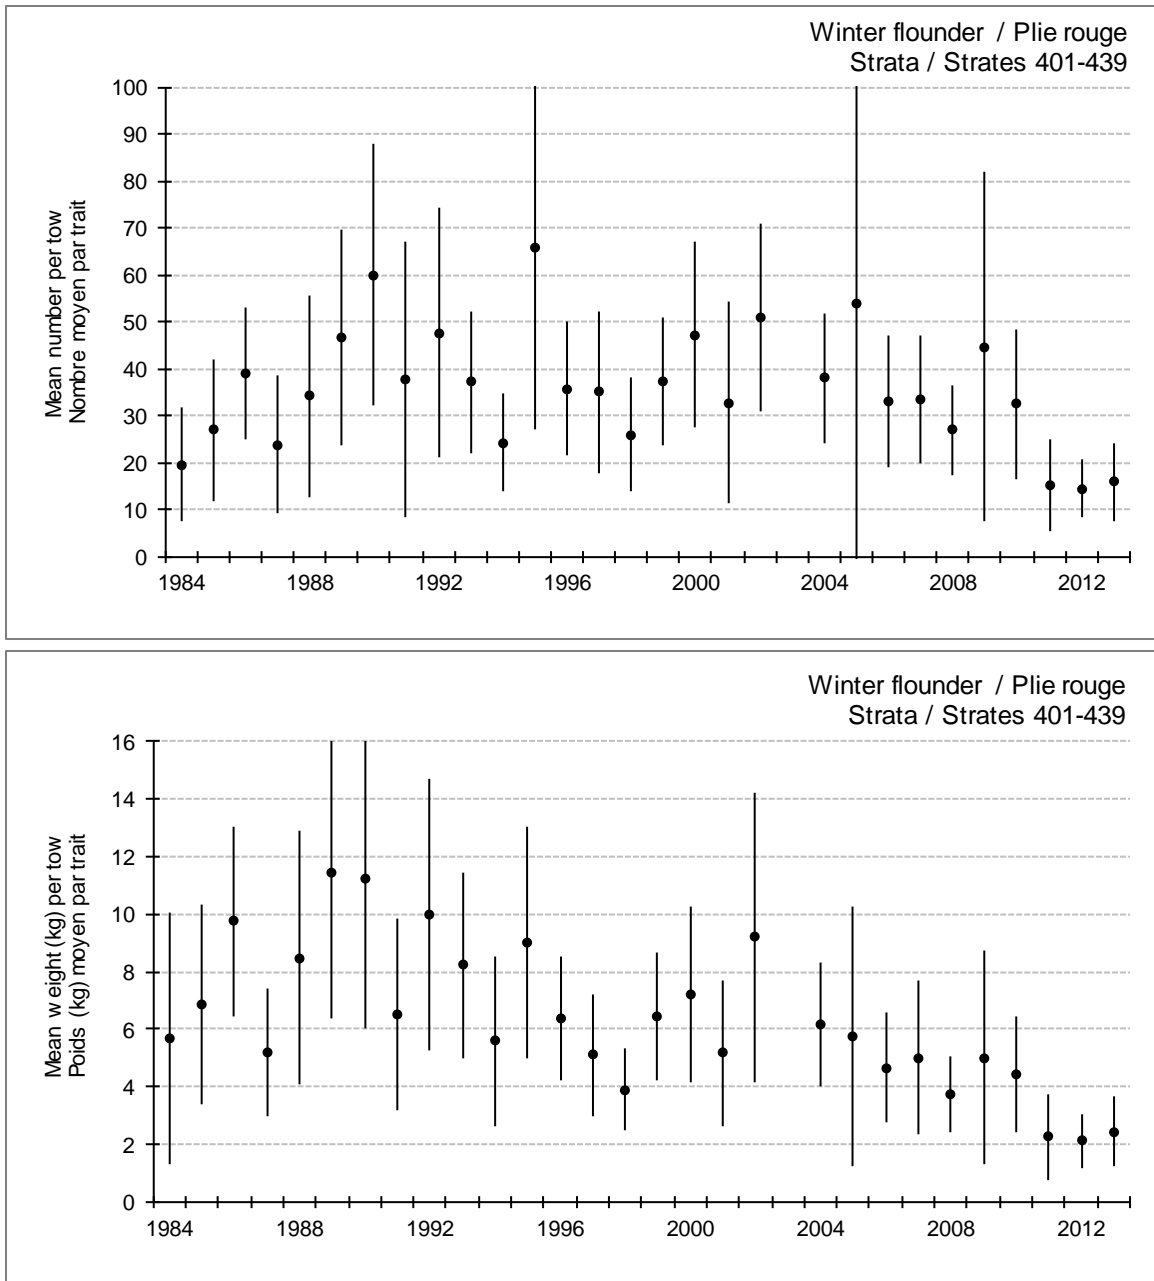 Winter flounder / Plie rouge
Strata / Strates 401-439
Mean number per tow
Nombre moyen par trait
100
90
80
70
60
50
40
30
20
10
0
1984 1988 1992 1996 2000 2004 2008 2012
Winter flounder / Plie rouge
Strata / Strates 401-439
Mean w eight (kg) per tow
Poids (kg) moyen par trait
16
14
12
10
8
6
4
2
0
1984 1988 1992 1996 2000 2004 2008 2012